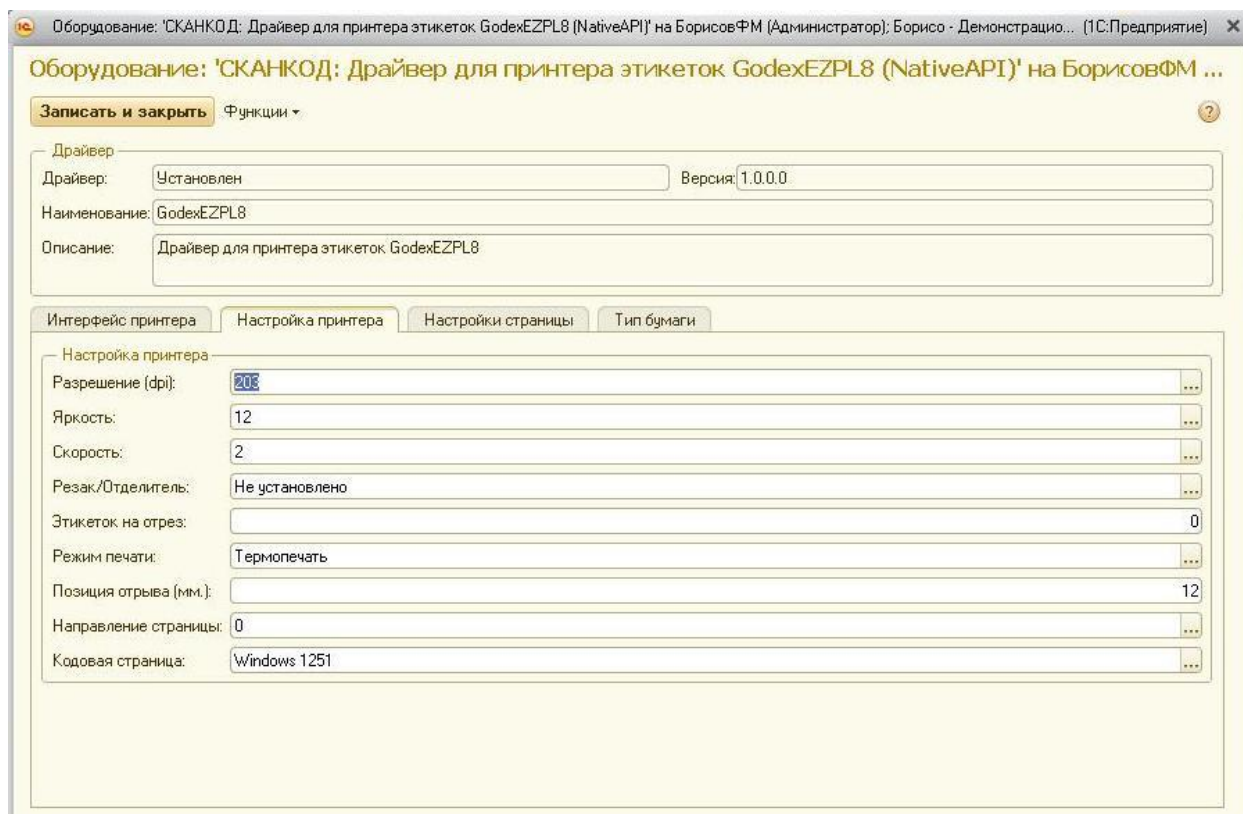 Оборудование: 'СКАНКОД: Драйвер для принтера этикеток GodexEZPL8 (NativeAPI)' на БорисовФМ (Администратор); Борисо - Демонстрацио... (1С:Предприятие)
Оборудование: 'СКАНКОД: Драйвер для принтера этикеток GodexEZPL8 (NativeAPI)' на БорисовФМ ...
Записать и закрыть Функции
Драйвер
Драйвер: Установлен Версия: 1.0.0.0
Наименование: GodexEZPL8
Описание: Драйвер для принтера этикеток GodexEZPL8
Интерфейс принтера Настройка принтера Настройки страницы Тип бумаги
Настройка принтера
Разрешение (dpi): 203 ...
Яркость: 12 ...
Скорость: 2 ...
Резак/Отделитель: Не установлено ...
Этикеток на отрез: 0
Режим печати: Термопечать ...
Позиция отрыва (мм.): 12
Направление страницы: 0 ...
Кодовая страница: Windows 1251 ...